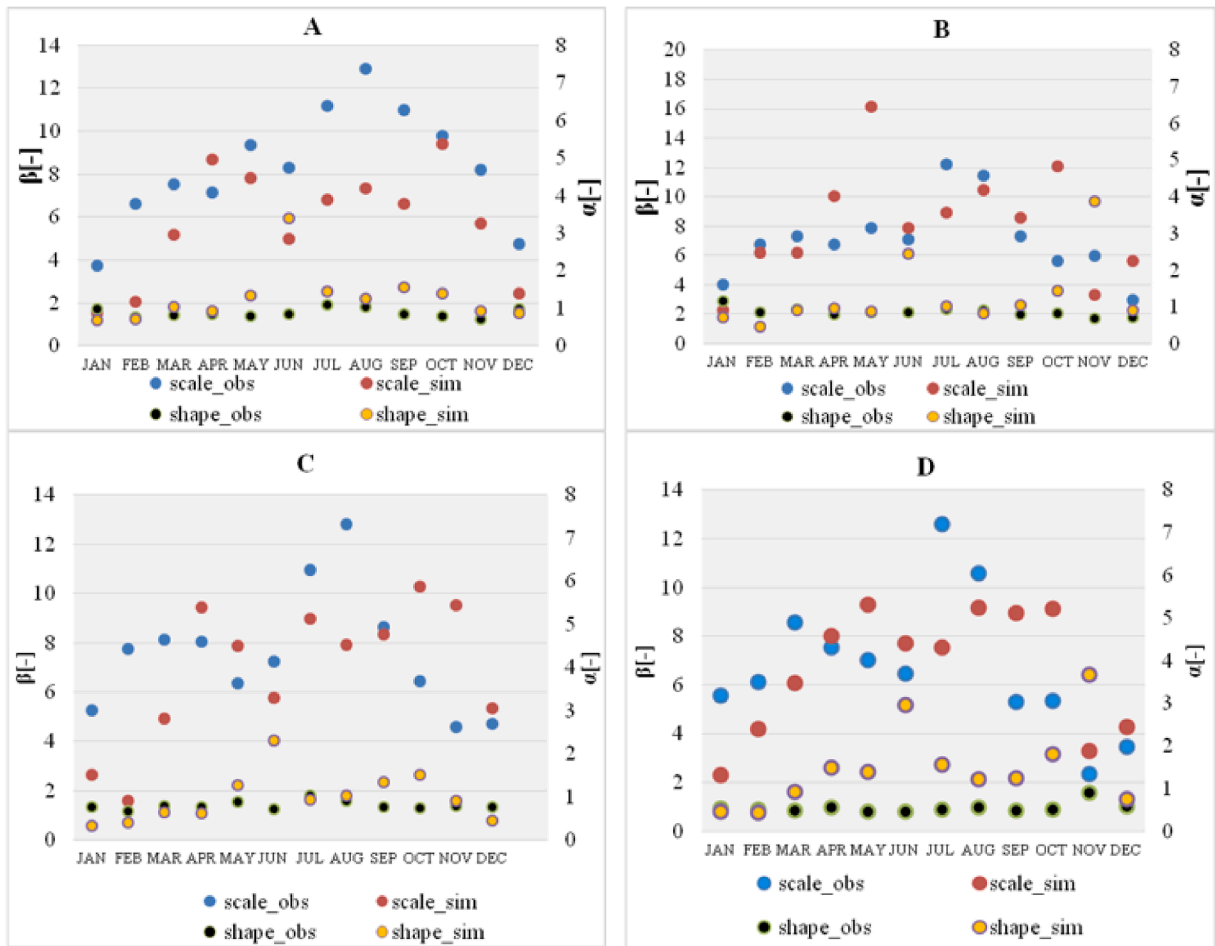 A
14
12
10
8
6
4
2
0
β[-]
8
7
6
5
4
3
2
1
0
α[-]
JAN FEB MAR APR MAY JUN JUL AUG SEP OCT NOV DEC
scale_obs scale_sim
shape_obs shape_sim
B
20
18
16
14
12
10
8
6
4
2
0
β[-]
8
7
6
5
4
3
2
1
0
α[-]
JAN FEB MAR APR MAY JUN JUL AUG SEP OCT NOV DEC
scale_obs scale_sim
shape_obs shape_sim
C
14
12
10
8
6
4
2
0
β[-]
8
7
6
5
4
3
2
1
0
α[-]
JAN FEB MAR APR MAY JUN JUL AUG SEP OCT NOV DEC
scale_obs scale_sim
shape_obs shape_sim
D
14
12
10
8
6
4
2
0
β[-]
8
7
6
5
4
3
2
1
0
α[-]
JAN FEB MAR APR MAY JUN JUL AUG SEP OCT NOV DEC
scale_obs scale_sim
shape_obs shape_sim